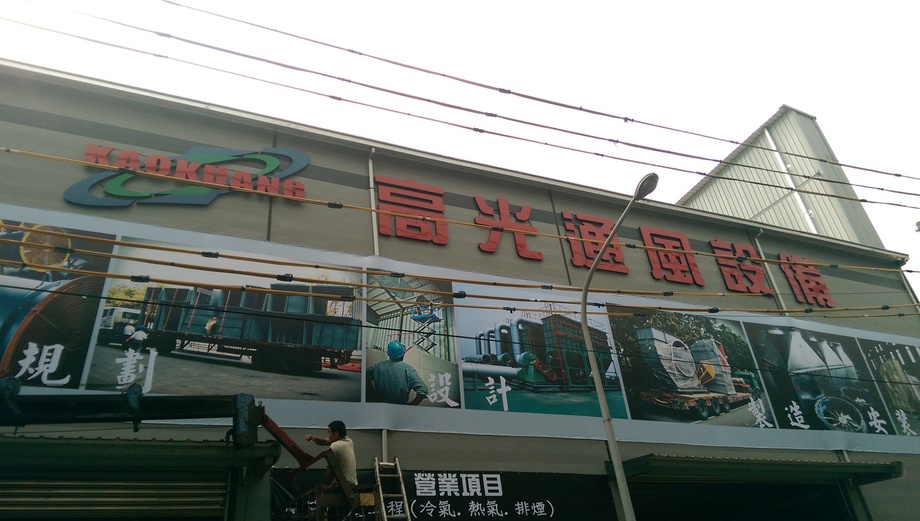 KAOKUANG
高光通風設備
規劃
設計
製造安裝
營業項目
程(冷氣.熱氣.排煙)